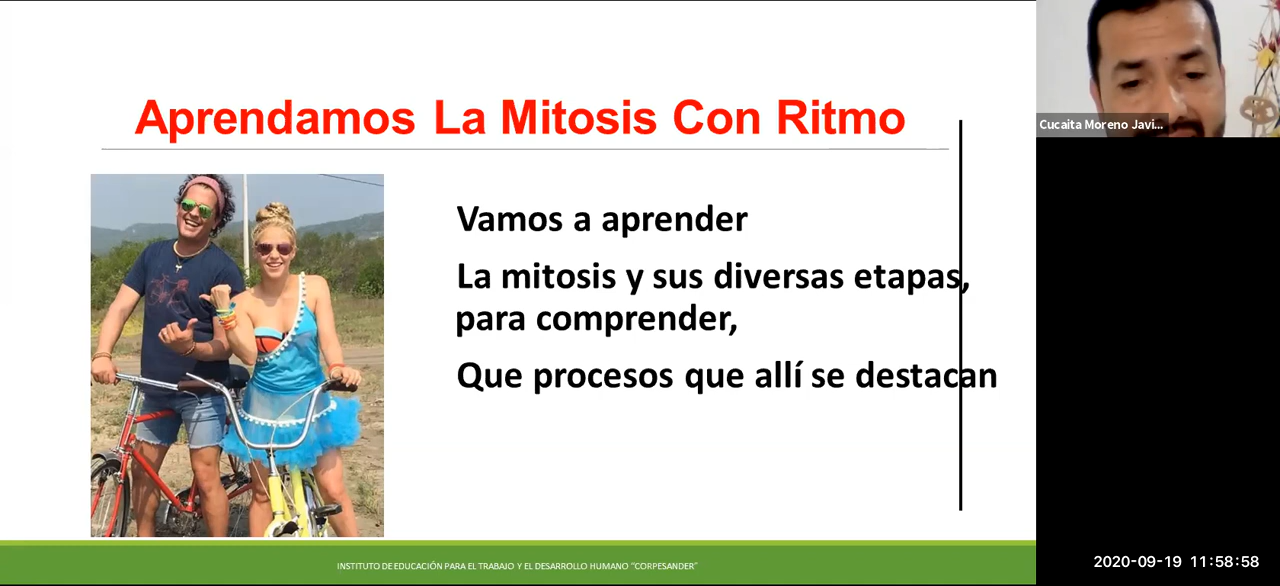 Aprendamos La Mitosis Con Ritmo
Vamos a aprender
La mitosis y sus diversas etapas,
para comprender,
Que procesos que allí se destacan
INSTITUTO DE EDUCACIÓN PARA EL TRABAJO Y EL DESARROLLO HUMANO “CORPESANDER”
Cucaita Moreno Javi...
2020-09-19 11:58:58